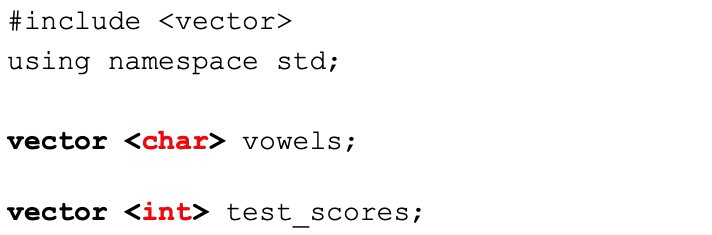 #include <vector>
using namespace std;
vector <char> vowels;
vector <int> test_scores;